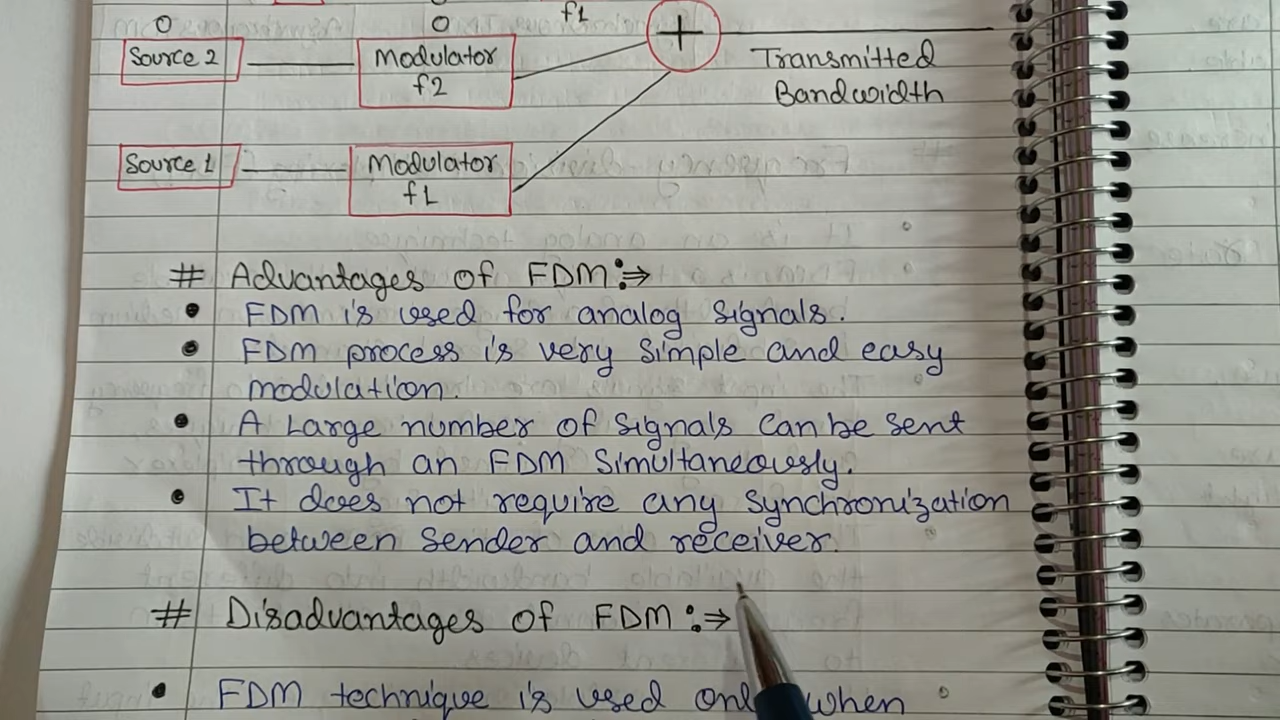 0 0 f1
Source 2 Modulator f2 + Transmitted Bandwidth
Source 1 Modulator f1
# Advantages of FDM:⇒
• FDM is used for analog signals.
• FDM process is very simple and easy
modulation.
• A Large number of signals can be sent
through an FDM simultaneously.
• It does not require any synchronization
between sender and receiver.
# Disadvantages of FDM:⇒
• FDM technique is used only when